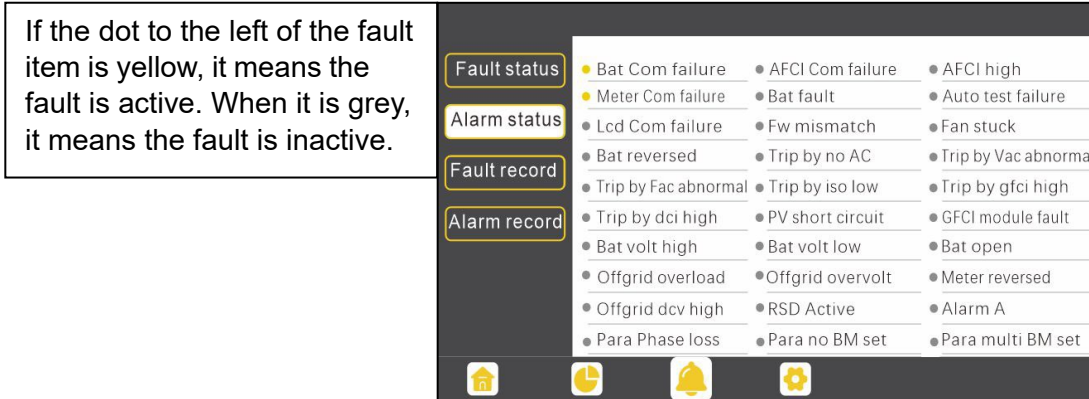 If the dot to the left of the fault
item is yellow, it means the
fault is active. When it is grey,
it means the fault is inactive.
Fault status
Alarm status
Fault record
Alarm record
Bat Com failure AFCI Com failure AFCI high
Meter Com failure Bat fault Auto test failure
Lcd Com failure Fw mismatch Fan stuck
Bat reversed Trip by no AC Trip by Vac abnorma
Trip by Fac abnormal Trip by iso low Trip by gfci high
Trip by dci high PV short circuit GFCI module fault
Bat volt high Bat volt low Bat open
Offgrid overload Offgrid overvolt Meter reversed
Offgrid dcv high RSD Active Alarm A
Para Phase loss Para no BM set Para multi BM set